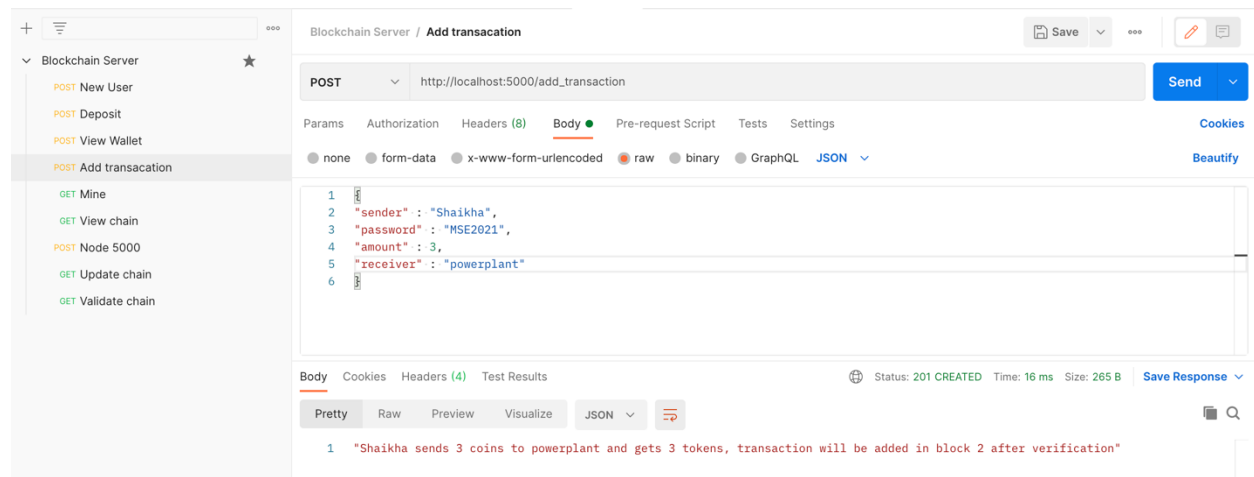 Blockchain Server / Add transacation
Save
Blockchain Server
POST New User
POST Deposit
POST View Wallet
POST Add transacation
GET Mine
GET View chain
POST Node 5000
GET Update chain
GET Validate chain
POST http://localhost:5000/add_transaction Send
Params Authorization Headers (8) Body Pre-request Script Tests Settings Cookies
none form-data x-www-form-urlencoded raw binary GraphQL JSON Beautify
1 {
2 "sender" : "Shaikha",
3 "password" : "MSE2021",
4 "amount" : 3,
5 "receiver" : "powerplant"
6 }
Body Cookies Headers (4) Test Results Status: 201 CREATED Time: 16 ms Size: 265 B Save Response
Pretty Raw Preview Visualize JSON
1 "Shaikha sends 3 coins to powerplant and gets 3 tokens, transaction will be added in block 2 after verification"